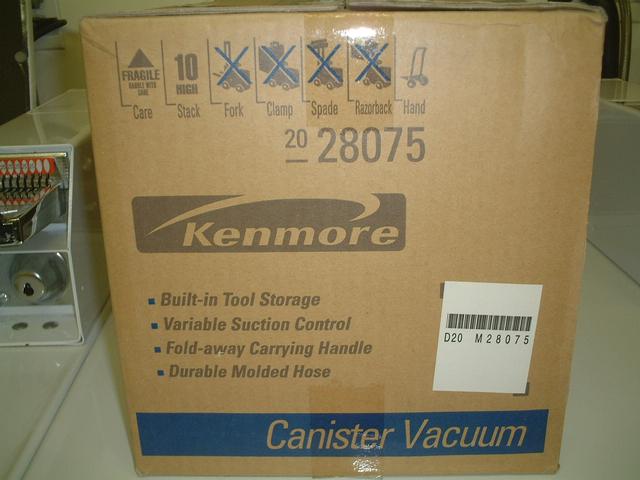 FRAGILE
HANDLE WITH
CARE
10
HIGH
Care Stack Fork Clamp Spade Razorback Hand
20 28075
Kenmore
Built-in Tool Storage
Variable Suction Control
Fold-away Carrying Handle
Durable Molded Hose
D20 M28075
Canister Vacuum